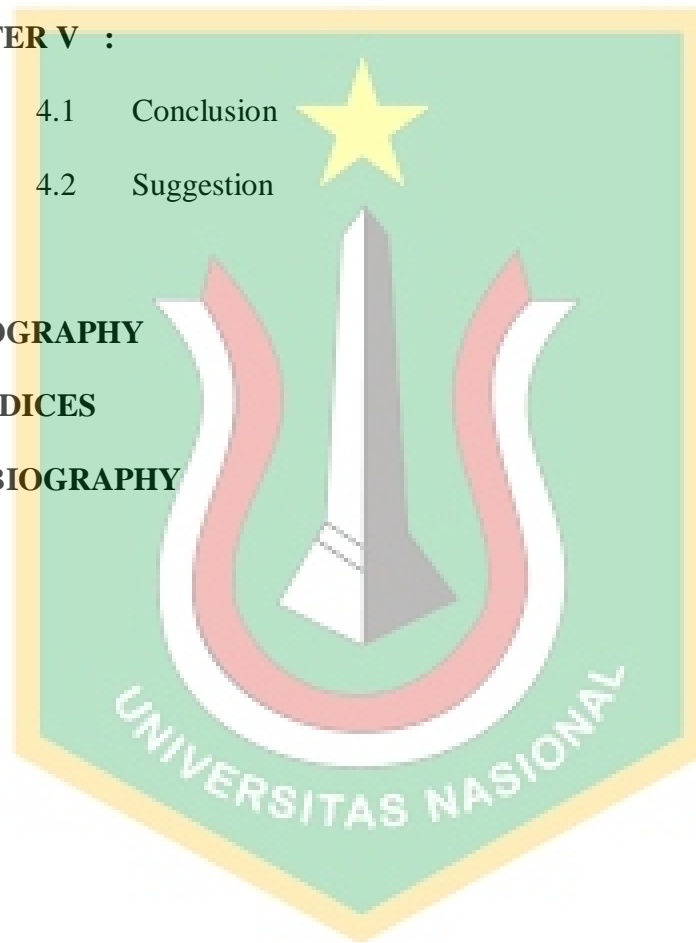 TER V :
4.1 Conclusion
4.2 Suggestion
OGRAPHY
DICES
BIOGRAPHY
UNIVERSITAS NASIONAL